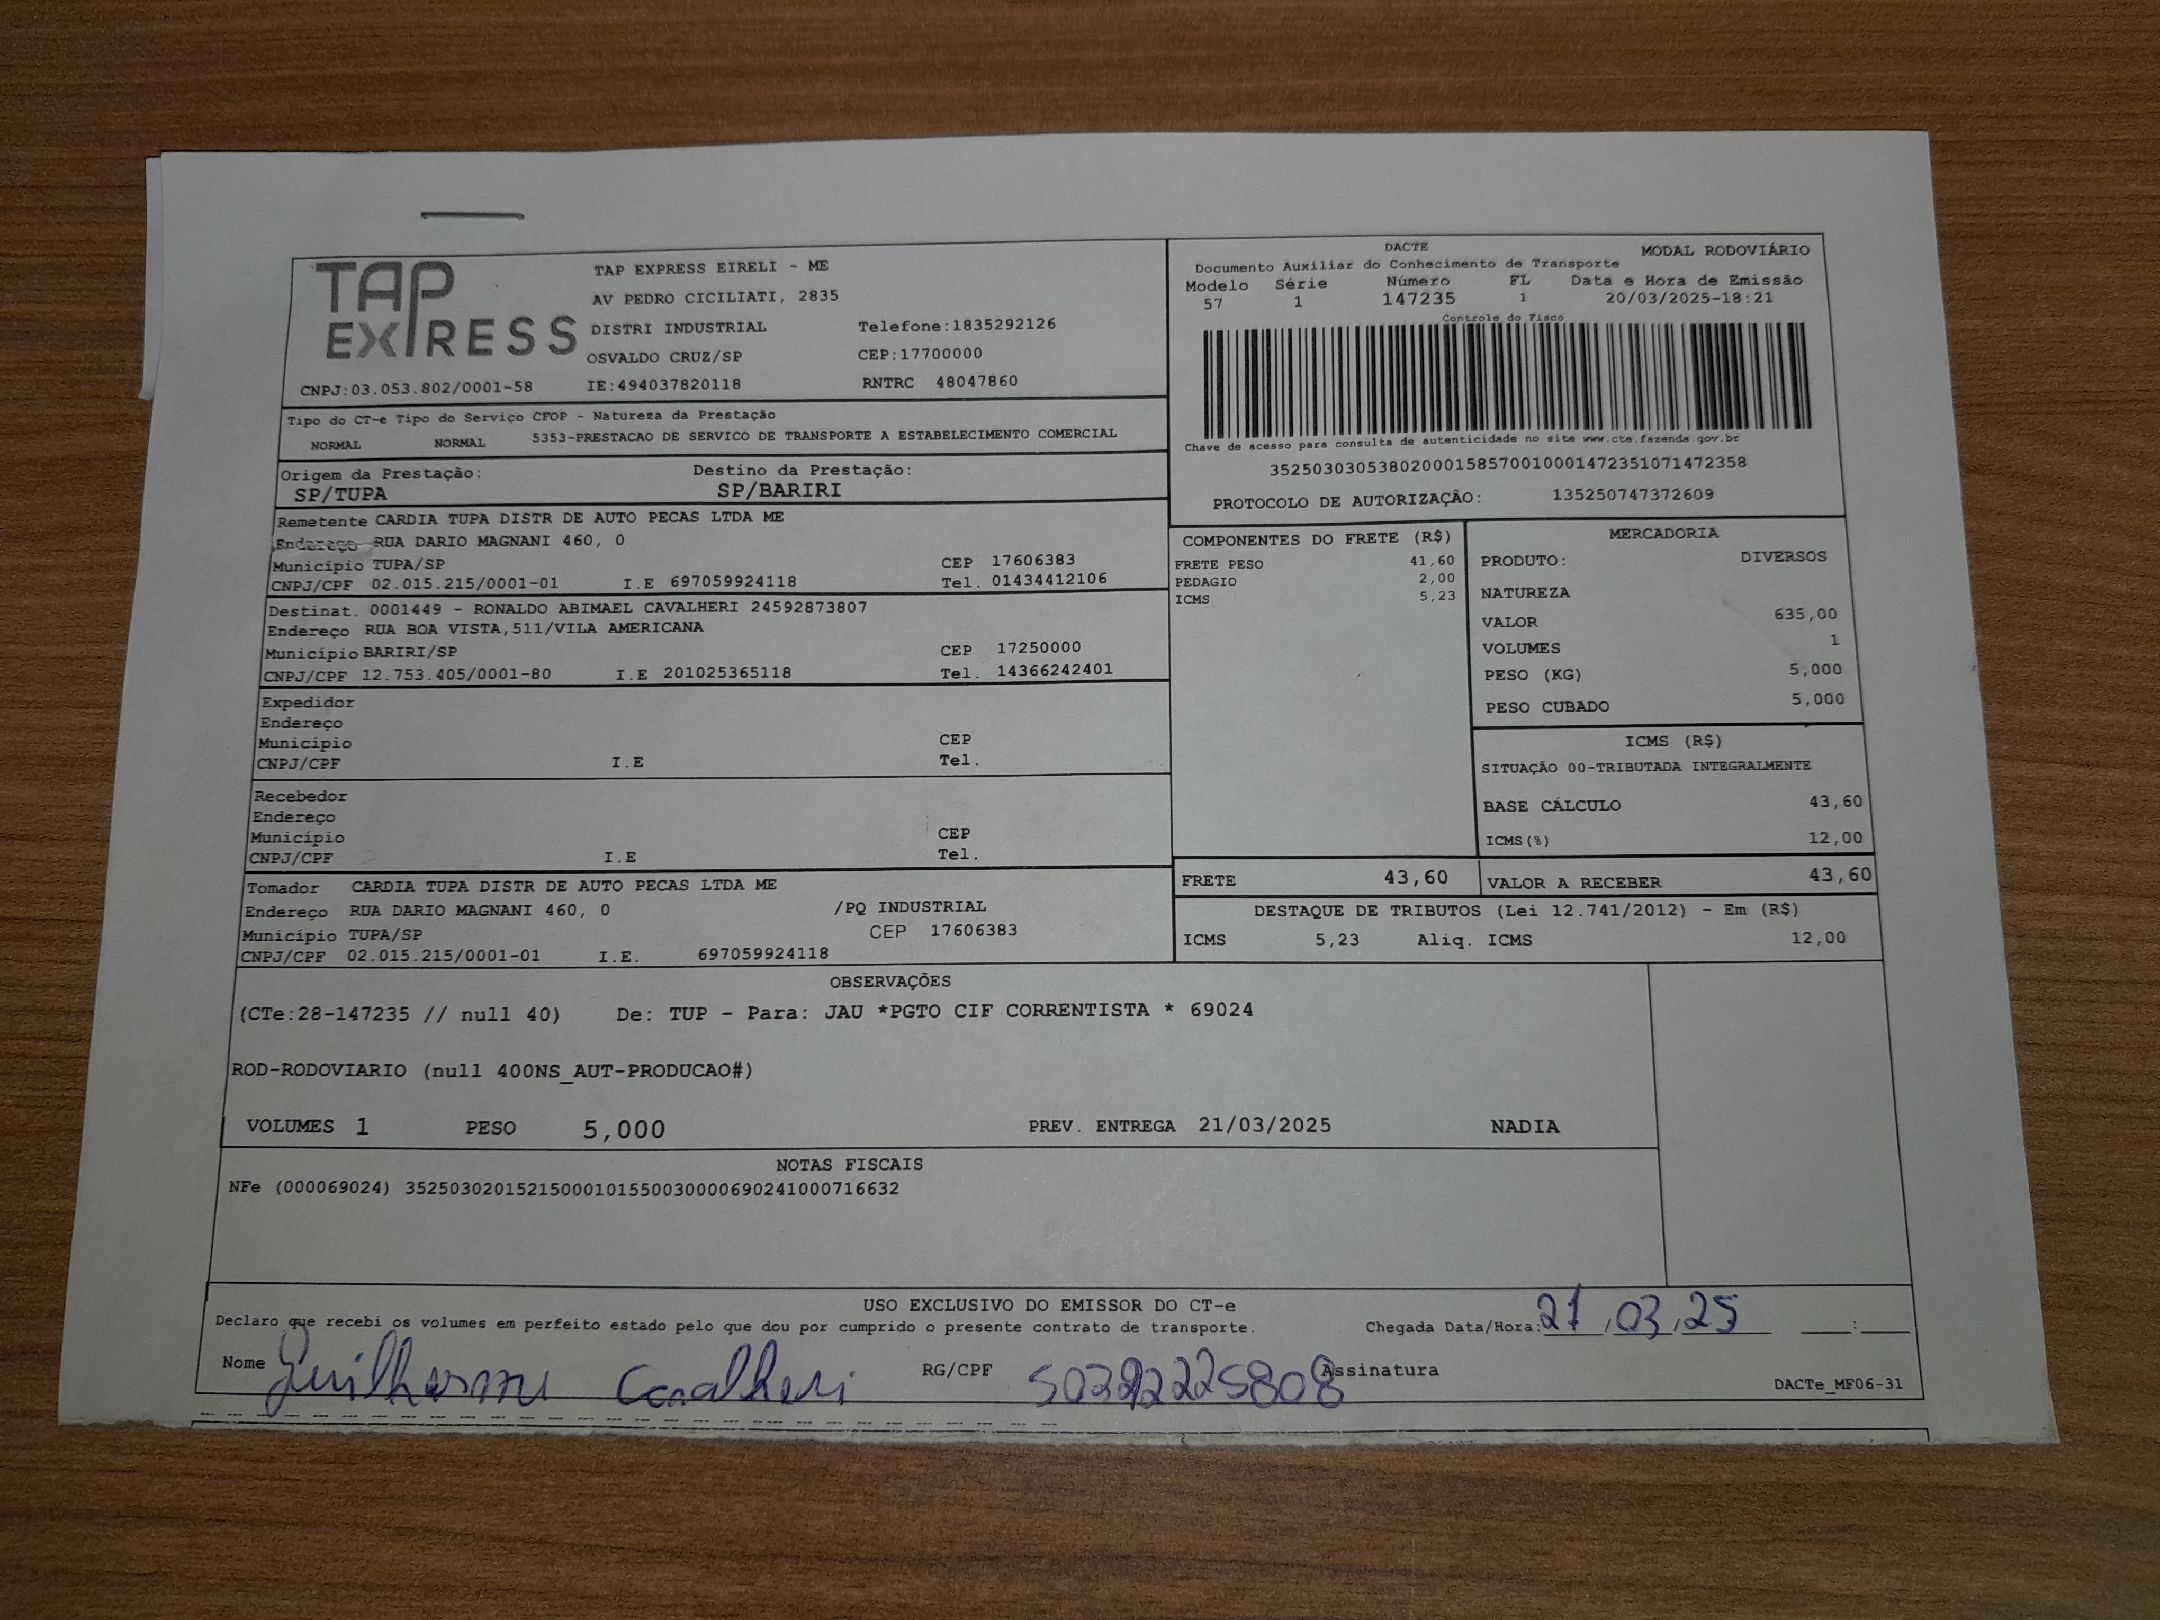 TAP
EXPRESS
TAP EXPRESS EIRELI - ME
AV PEDRO CICILIATI, 2835
DISTRI INDUSTRIAL Telefone:1835292126
OSVALDO CRUZ/SP CEP:17700000
CNPJ:03.053.802/0001-58 IE:494037820118 RNTRC 48047860
DACTE MODAL RODOVIÁRIO
Documento Auxiliar do Conhecimento de Transporte
Modelo Série Número FL Data e Hora de Emissão
57 1 147235 1 20/03/2025-18:21
Controle do Fisco
Chave de acesso para consulta de autenticidade no site www.cte.fazenda.gov.br
35250303053802000158570010001472351071472358
PROTOCOLO DE AUTORIZAÇÃO: 135250747372609
Tipo do CT-e Tipo do Serviço CFOP - Natureza da Prestação
NORMAL NORMAL 5353-PRESTACAO DE SERVICO DE TRANSPORTE A ESTABELECIMENTO COMERCIAL
Origem da Prestação: Destino da Prestação:
SP/TUPA SP/BARIRI
Remetente CARDIA TUPA DISTR DE AUTO PECAS LTDA ME
Endereço RUA DARIO MAGNANI 460, 0
Município TUPA/SP CEP 17606383
CNPJ/CPF 02.015.215/0001-01 I.E 697059924118 Tel. 01434412106
Destinat. 0001449 - RONALDO ABIMAEL CAVALHERI 24592873807
Endereço RUA BOA VISTA,511/VILA AMERICANA
Município BARIRI/SP CEP 17250000
CNPJ/CPF 12.753.405/0001-80 I.E 201025365118 Tel. 14366242401
Expedidor
Endereço
Município CEP
CNPJ/CPF I.E Tel.
Recebedor
Endereço
Município CEP
CNPJ/CPF I.E Tel.
Tomador CARDIA TUPA DISTR DE AUTO PECAS LTDA ME
Endereço RUA DARIO MAGNANI 460, 0 /PQ INDUSTRIAL
Município TUPA/SP CEP 17606383
CNPJ/CPF 02.015.215/0001-01 I.E. 697059924118
COMPONENTES DO FRETE (R$)
FRETE PESO 41,60
PEDAGIO 2,00
ICMS 5,23
MERCADORIA
PRODUTO: DIVERSOS
NATUREZA
VALOR 635,00
VOLUMES 1
PESO (KG) 5,000
PESO CUBADO 5,000
ICMS (R$)
SITUAÇÃO 00-TRIBUTADA INTEGRALMENTE
BASE CÁLCULO 43,60
ICMS(%) 12,00
FRETE 43,60 VALOR A RECEBER 43,60
DESTAQUE DE TRIBUTOS (Lei 12.741/2012) - Em (R$)
ICMS 5,23 Aliq. ICMS 12,00
OBSERVAÇÕES
(CTe:28-147235 // null 40) De: TUP - Para: JAU *PGTO CIF CORRENTISTA * 69024
ROD-RODOVIARIO (null 400NS_AUT-PRODUCAO#)
VOLUMES 1 PESO 5,000 PREV. ENTREGA 21/03/2025 NADIA
NOTAS FISCAIS
NFe (000069024) 35250302015215000101550030000690241000716632
USO EXCLUSIVO DO EMISSOR DO CT-e
Declaro que recebi os volumes em perfeito estado pelo que dou por cumprido o presente contrato de transporte. Chegada Data/Hora: 21,03,25 :
Nome Guilherme Cavalheri RG/CPF 50392225808 Assinatura
DACTe_MF06-31